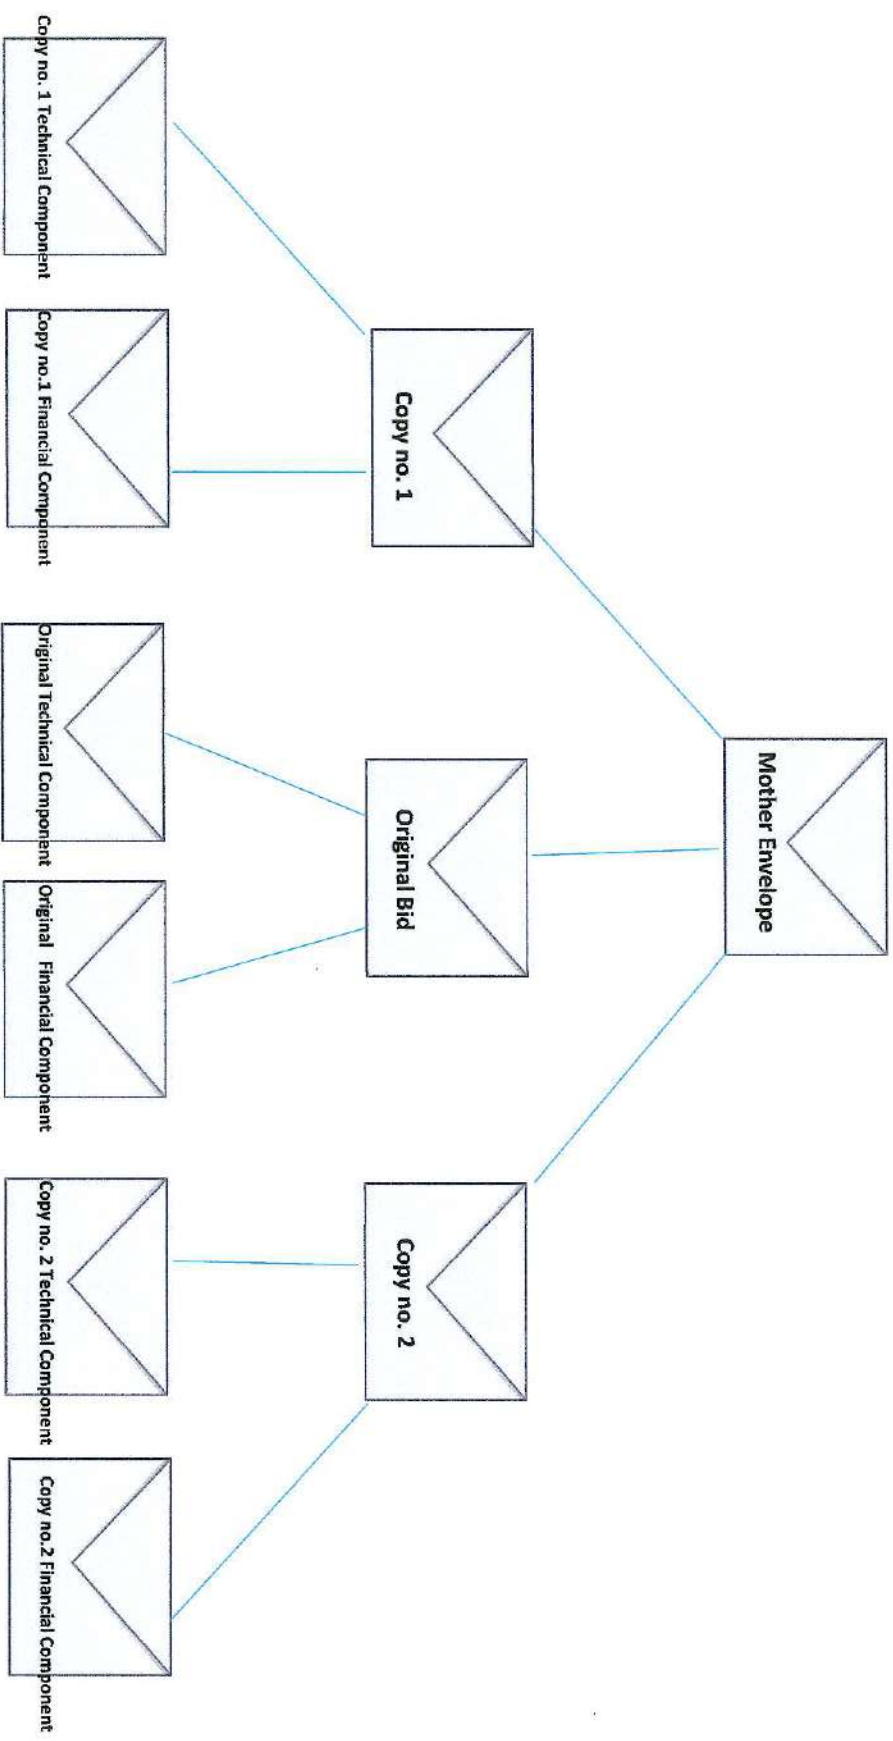 Mother Envelope
Copy no. 1
Original Bid
Copy no. 2
Copy no. 1 Technical Component
Copy no.1 Financial Component
Original Technical Component
Original Financial Component
Copy no. 2 Technical Component
Copy no.2 Financial Component